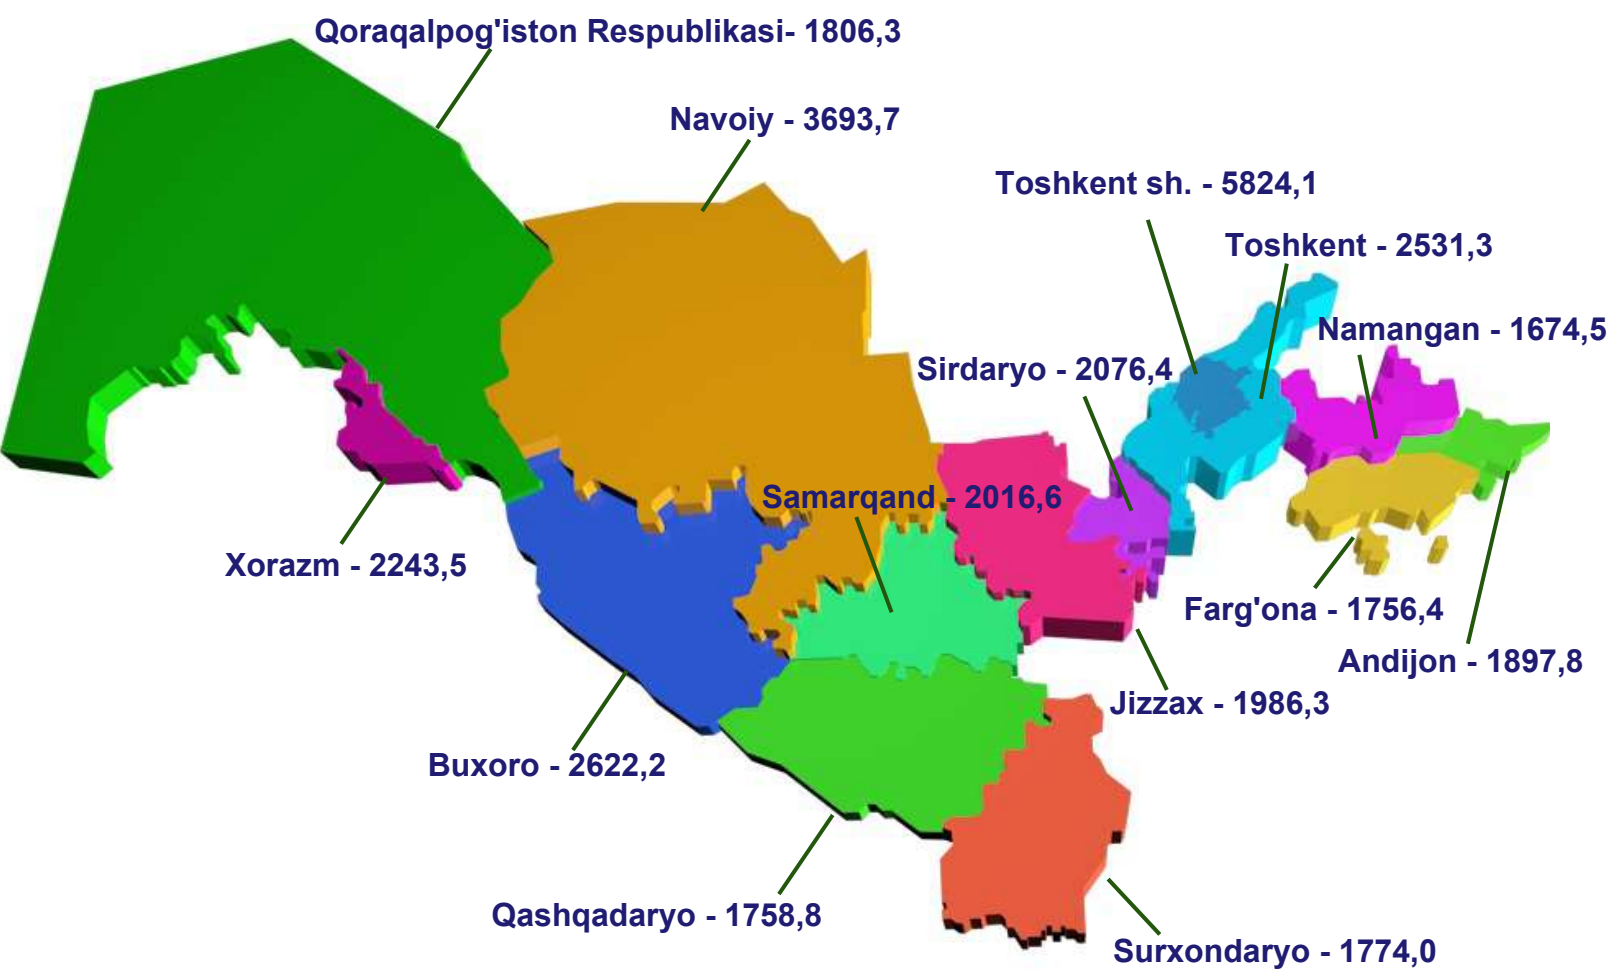 Qoraqalpog'iston Respublikasi- 1806,3
Navoiy - 3693,7
Toshkent sh. - 5824,1
Toshkent - 2531,3
Namangan - 1674,5
Sirdaryo - 2076,4
Samarqand - 2016,6
Xorazm - 2243,5
Farg'ona - 1756,4
Andijon - 1897,8
Jizzax - 1986,3
Buxoro - 2622,2
Qashqadaryo - 1758,8
Surxondaryo - 1774,0